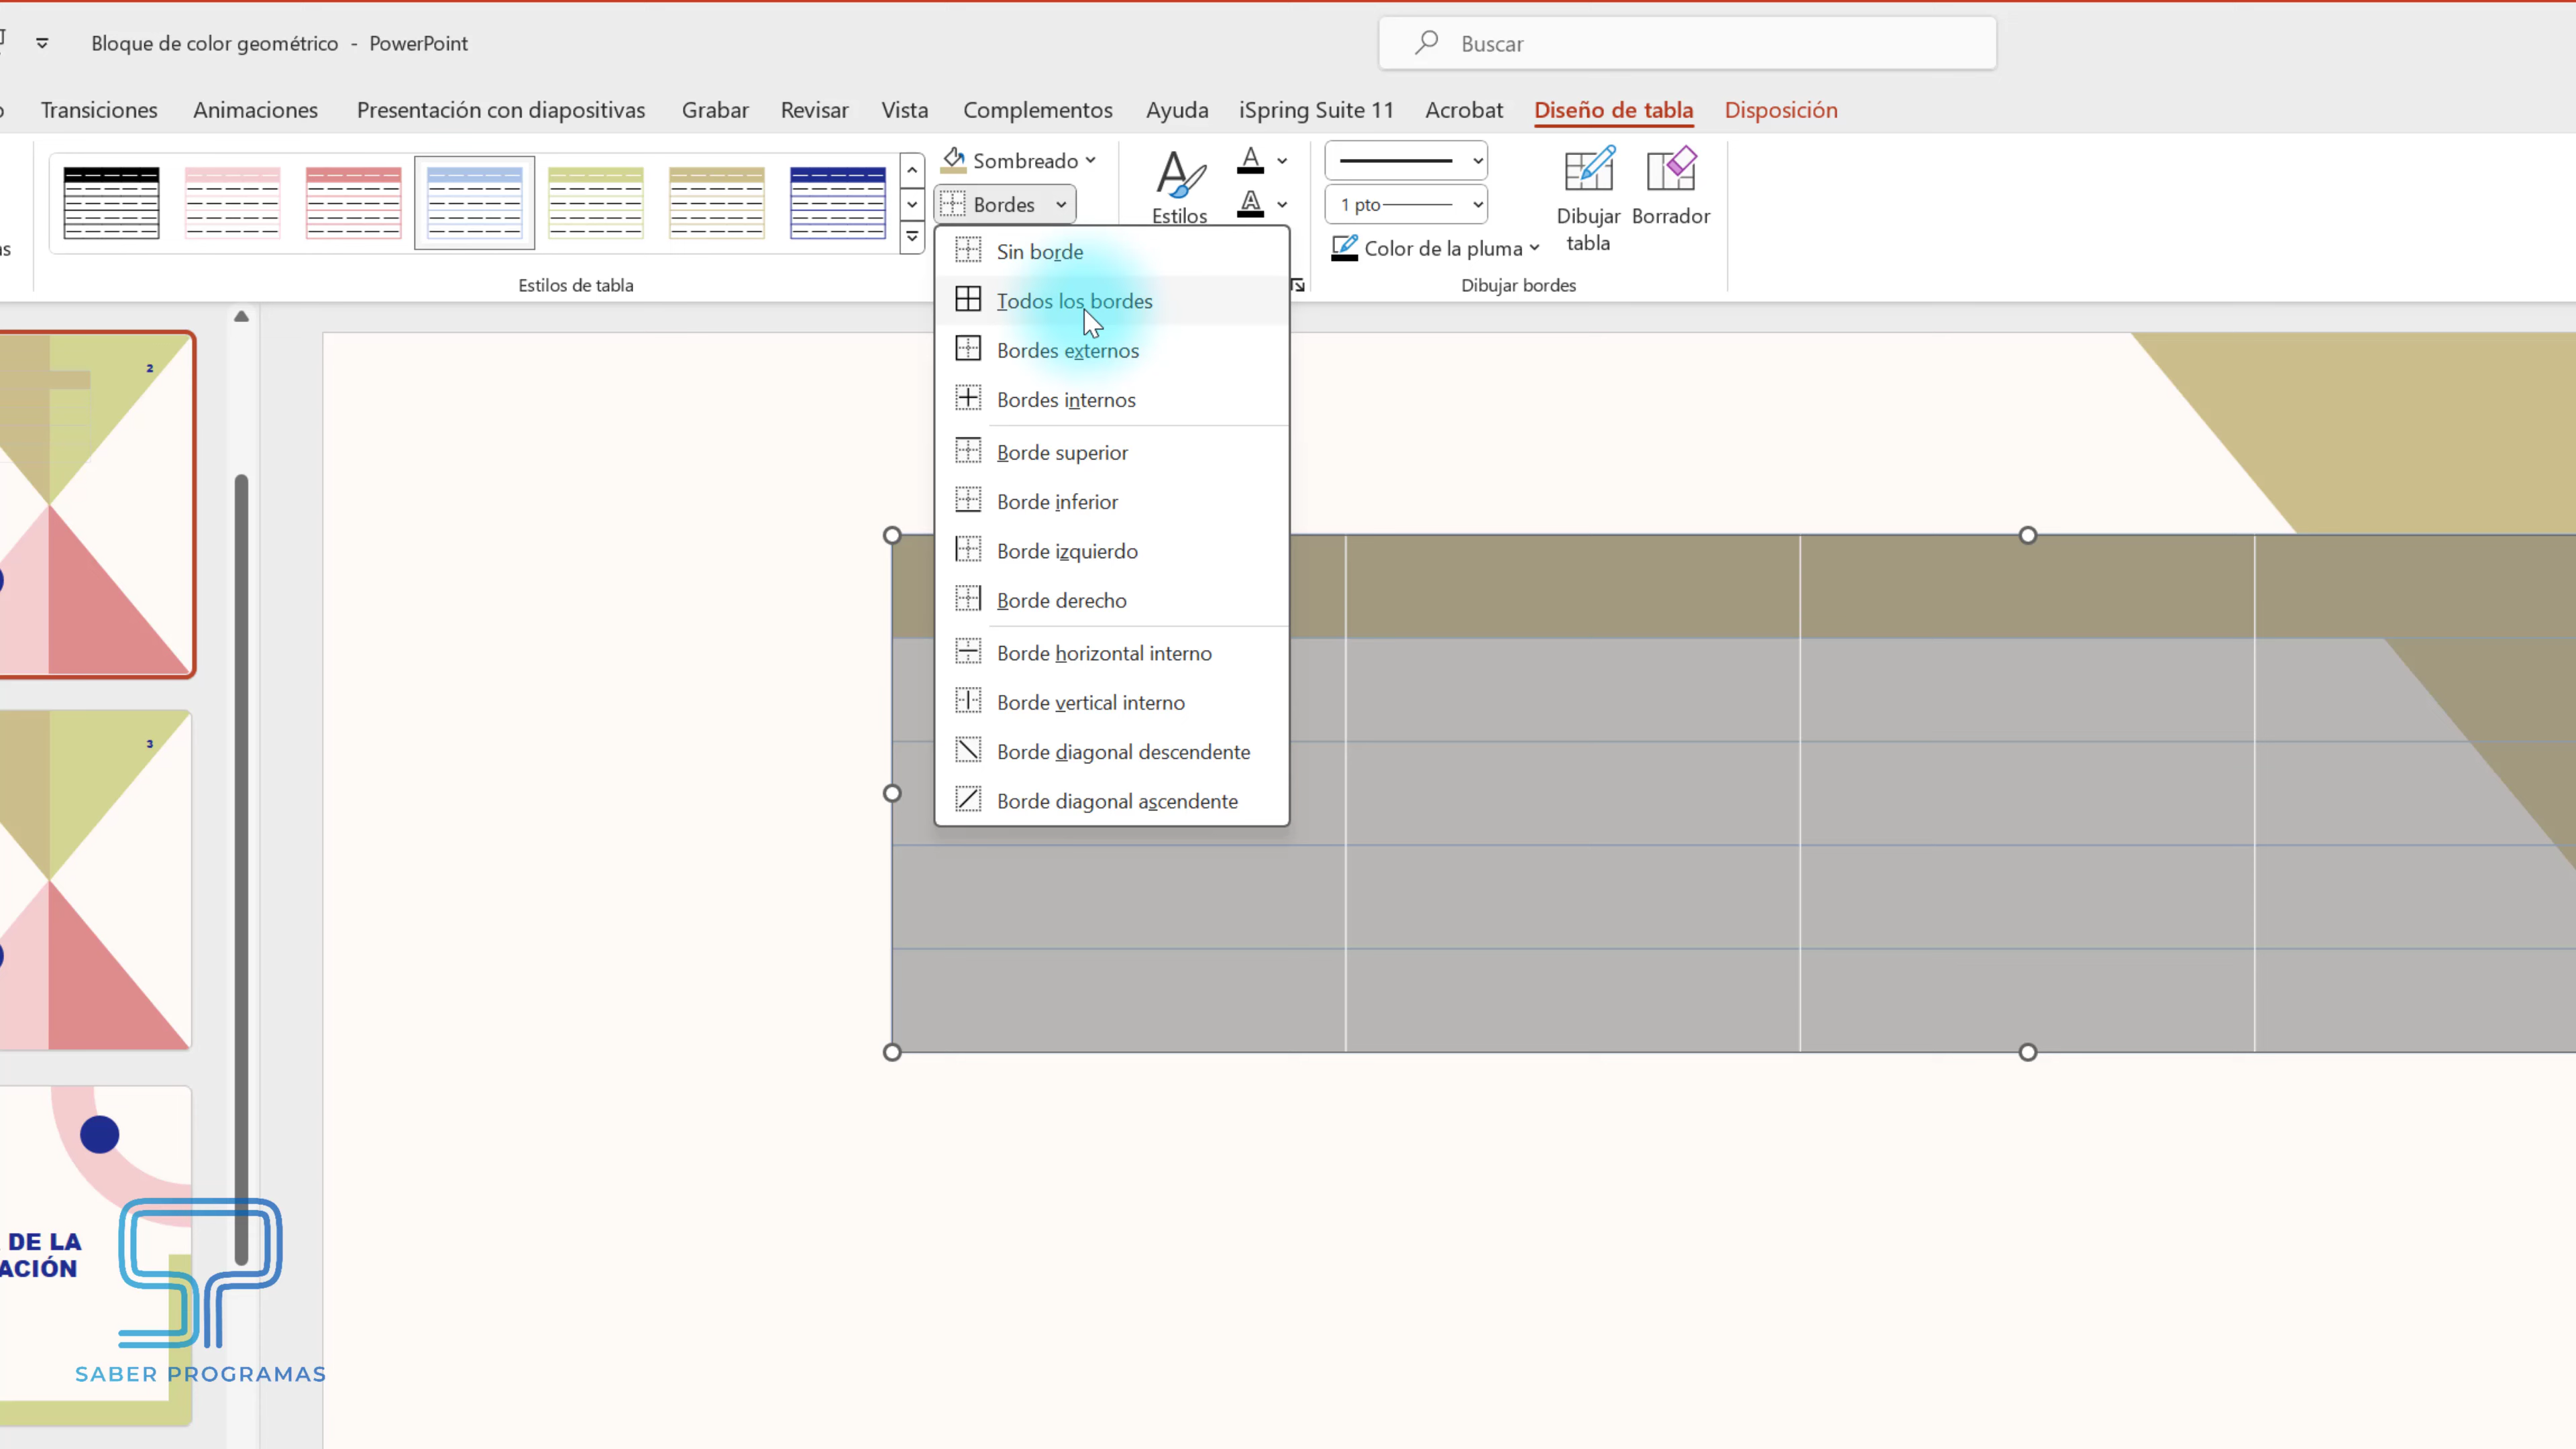 Bloque de color geométrico - PowerPoint
Buscar
Transiciones Animaciones Presentación con diapositivas Grabar Revisar Vista Complementos Ayuda iSpring Suite 11 Acrobat Diseño de tabla Disposición
Sombreado
Bordes
Estilos
1 pto
Color de la pluma
Dibujar tabla
Borrador
Estilos de tabla
Dibujar bordes
Sin borde
Todos los bordes
Bordes externos
Bordes internos
Borde superior
Borde inferior
Borde izquierdo
Borde derecho
Borde horizontal interno
Borde vertical interno
Borde diagonal descendente
Borde diagonal ascendente
2
3
DE LA
ACIÓN
SABER PROGRAMAS